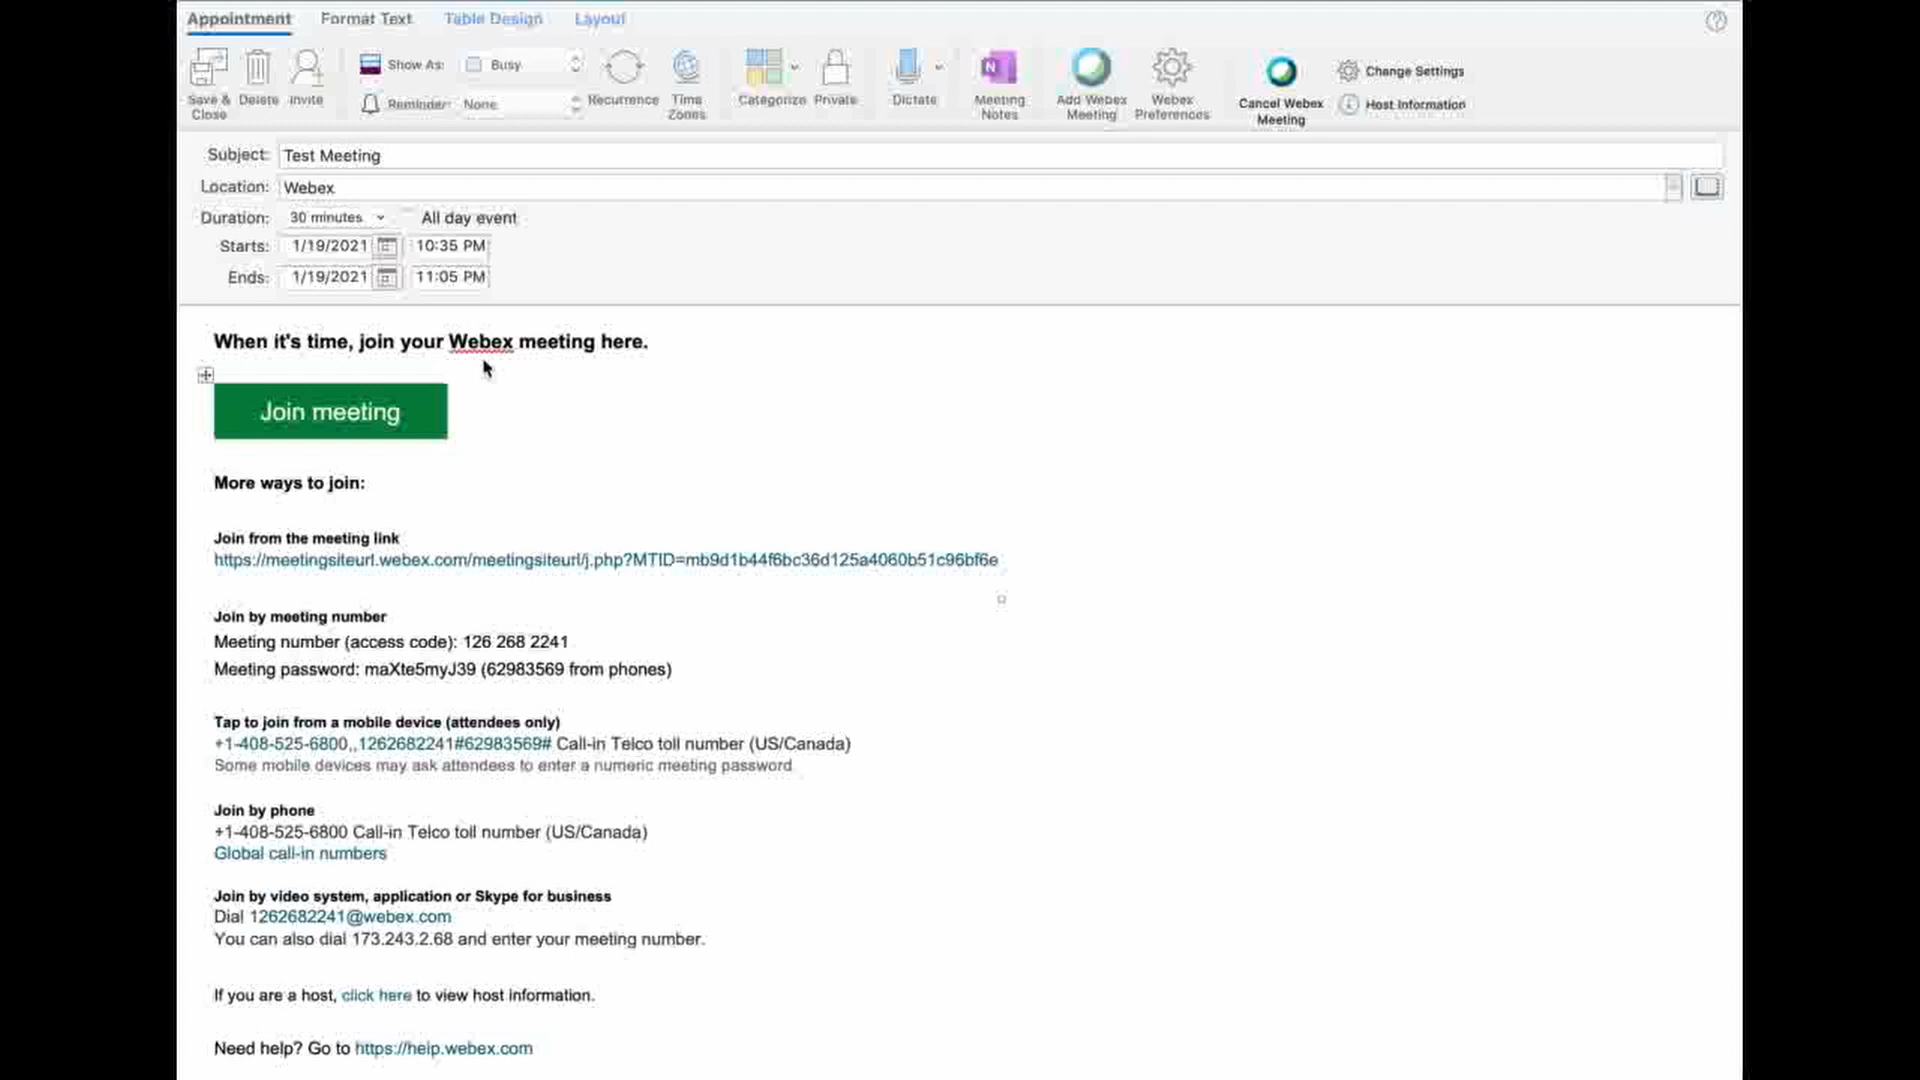 Appointment Format Text Table Design Layout
Save & Close Delete Invite Show As: Busy Reminder: None Recurrence Time Zones Categorize Private Dictate Meeting Notes Add Webex Meeting Webex Preferences Cancel Webex Meeting Change Settings Host Information
Subject: Test Meeting
Location: Webex
Duration: 30 minutes All day event
Starts: 1/19/2021 10:35 PM
Ends: 1/19/2021 11:05 PM
When it's time, join your Webex meeting here.
Join meeting
More ways to join:
Join from the meeting link
https://meetingsiteurl.webex.com/meetingsiteurl/j.php?MTID=mb9d1b44f6bc36d125a4060b51c96bf6e
Join by meeting number
Meeting number (access code): 126 268 2241
Meeting password: maXte5myJ39 (62983569 from phones)
Tap to join from a mobile device (attendees only)
+1-408-525-6800,,1262682241#62983569# Call-in Telco toll number (US/Canada)
Some mobile devices may ask attendees to enter a numeric meeting password.
Join by phone
+1-408-525-6800 Call-in Telco toll number (US/Canada)
Global call-in numbers
Join by video system, application or Skype for business
Dial 1262682241@webex.com
You can also dial 173.243.2.68 and enter your meeting number.
If you are a host, click here to view host information.
Need help? Go to https://help.webex.com